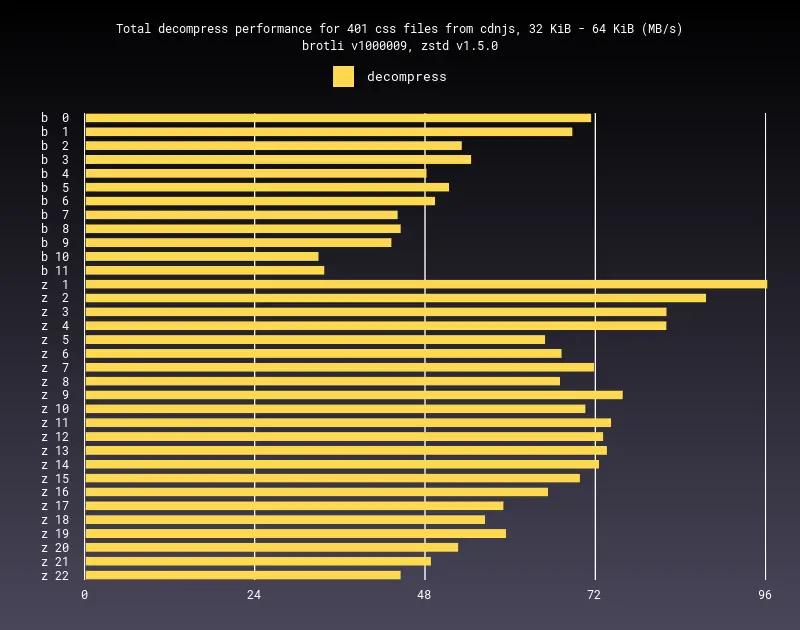 Total decompress performance for 401 css files from cdnjs, 32 KiB - 64 KiB (MB/s)
brotli v1000009, zstd v1.5.0
decompress
b 0
b 1
b 2
b 3
b 4
b 5
b 6
b 7
b 8
b 9
b 10
b 11
z 1
z 2
z 3
z 4
z 5
z 6
z 7
z 8
z 9
z 10
z 11
z 12
z 13
z 14
z 15
z 16
z 17
z 18
z 19
z 20
z 21
z 22
0 24 48 72 96